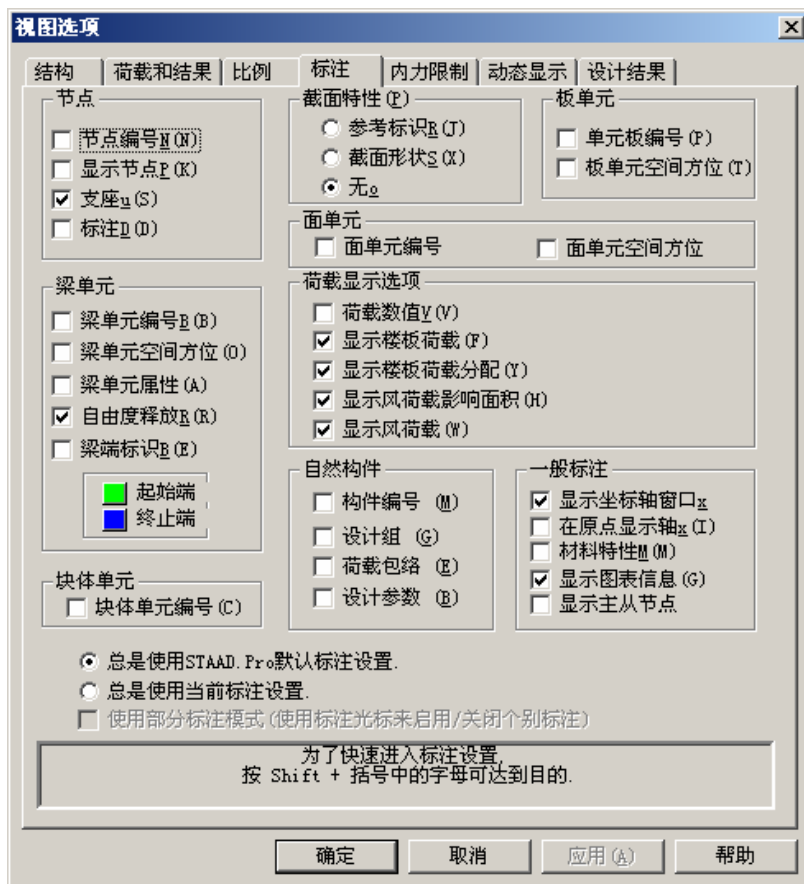 视图选项
结构
荷载和结果
比例
标注
内力限制
动态显示
设计结果
节点
节点编号N(N)
显示节点P(K)
支座u(S)
标注D(D)
梁单元
梁单元编号B(B)
梁单元空间方位(O)
梁单元属性(A)
自由度释放R(R)
梁端标识B(E)
起始端
终止端
块体单元
块体单元编号(C)
截面特性(P)
参考标识R(J)
截面形状S(X)
无o
板单元
单元板编号(P)
板单元空间方位(T)
面单元
面单元编号
面单元空间方位
荷载显示选项
荷载数值V(V)
显示楼板荷载(F)
显示楼板荷载分配(Y)
显示风荷载影响面积(H)
显示风荷载(W)
自然构件
构件编号 (M)
设计组 (G)
荷载包络 (E)
设计参数 (B)
一般标注
显示坐标轴窗口x
在原点显示轴x(I)
材料特性M(M)
显示图表信息(G)
显示主从节点
总是使用STAAD.Pro默认标注设置.
总是使用当前标注设置.
使用部分标注模式(使用标注光标来启用/关闭个别标注)
为了快速进入标注设置,
按 Shift + 括号中的字母可达到目的.
确定
取消
应用(A)
帮助